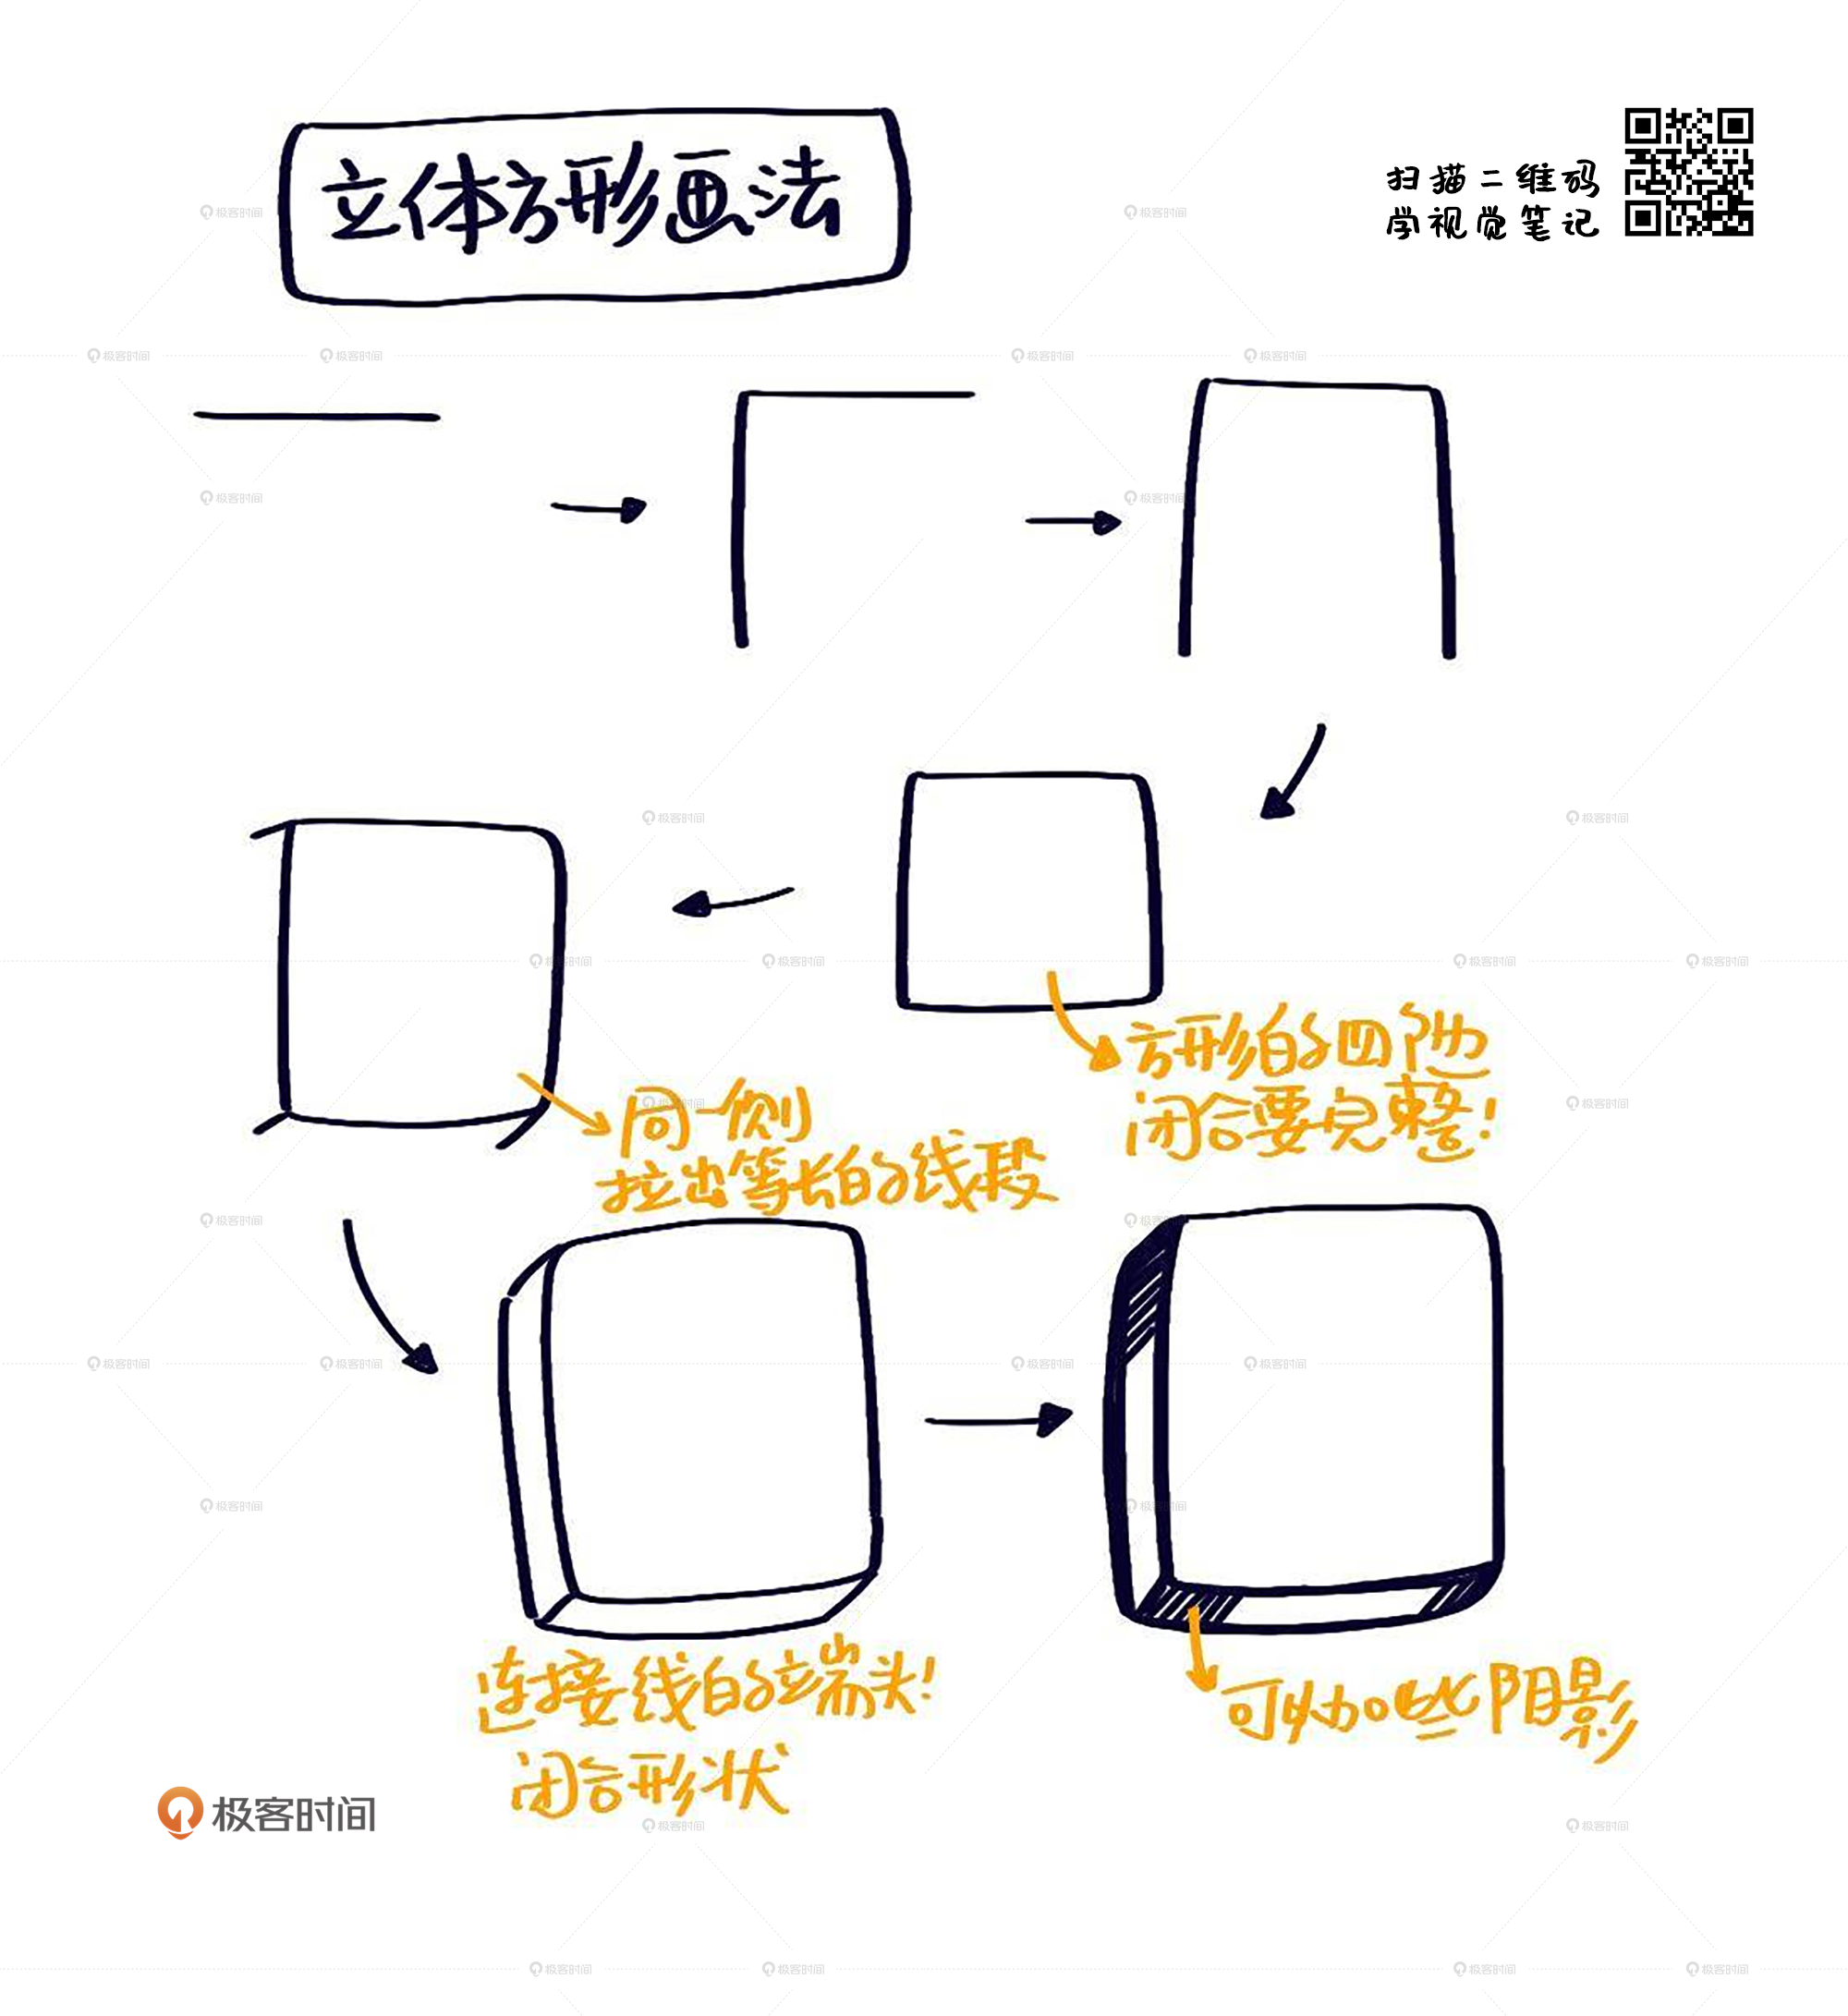 立体方形画法
扫描二维码
学视觉笔记
方形的四边
闭合要完整!
同一侧
拉出等长的线段
连接线的端头!
闭合形状
可以加些阴影
极客时间